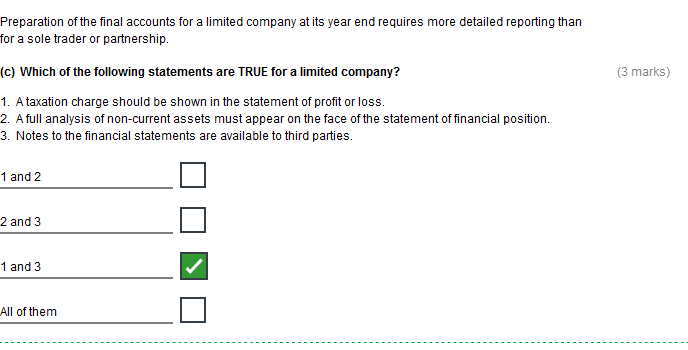 Preparation of the final accounts for a limited company at its year end requires more detailed reporting than
for a sole trader or partnership.
(c) Which of the following statements are TRUE for a limited company? (3 marks)
1. A taxation charge should be shown in the statement of profit or loss.
2. A full analysis of non-current assets must appear on the face of the statement of financial position.
3. Notes to the financial statements are available to third parties.
1 and 2
2 and 3
1 and 3
All of them